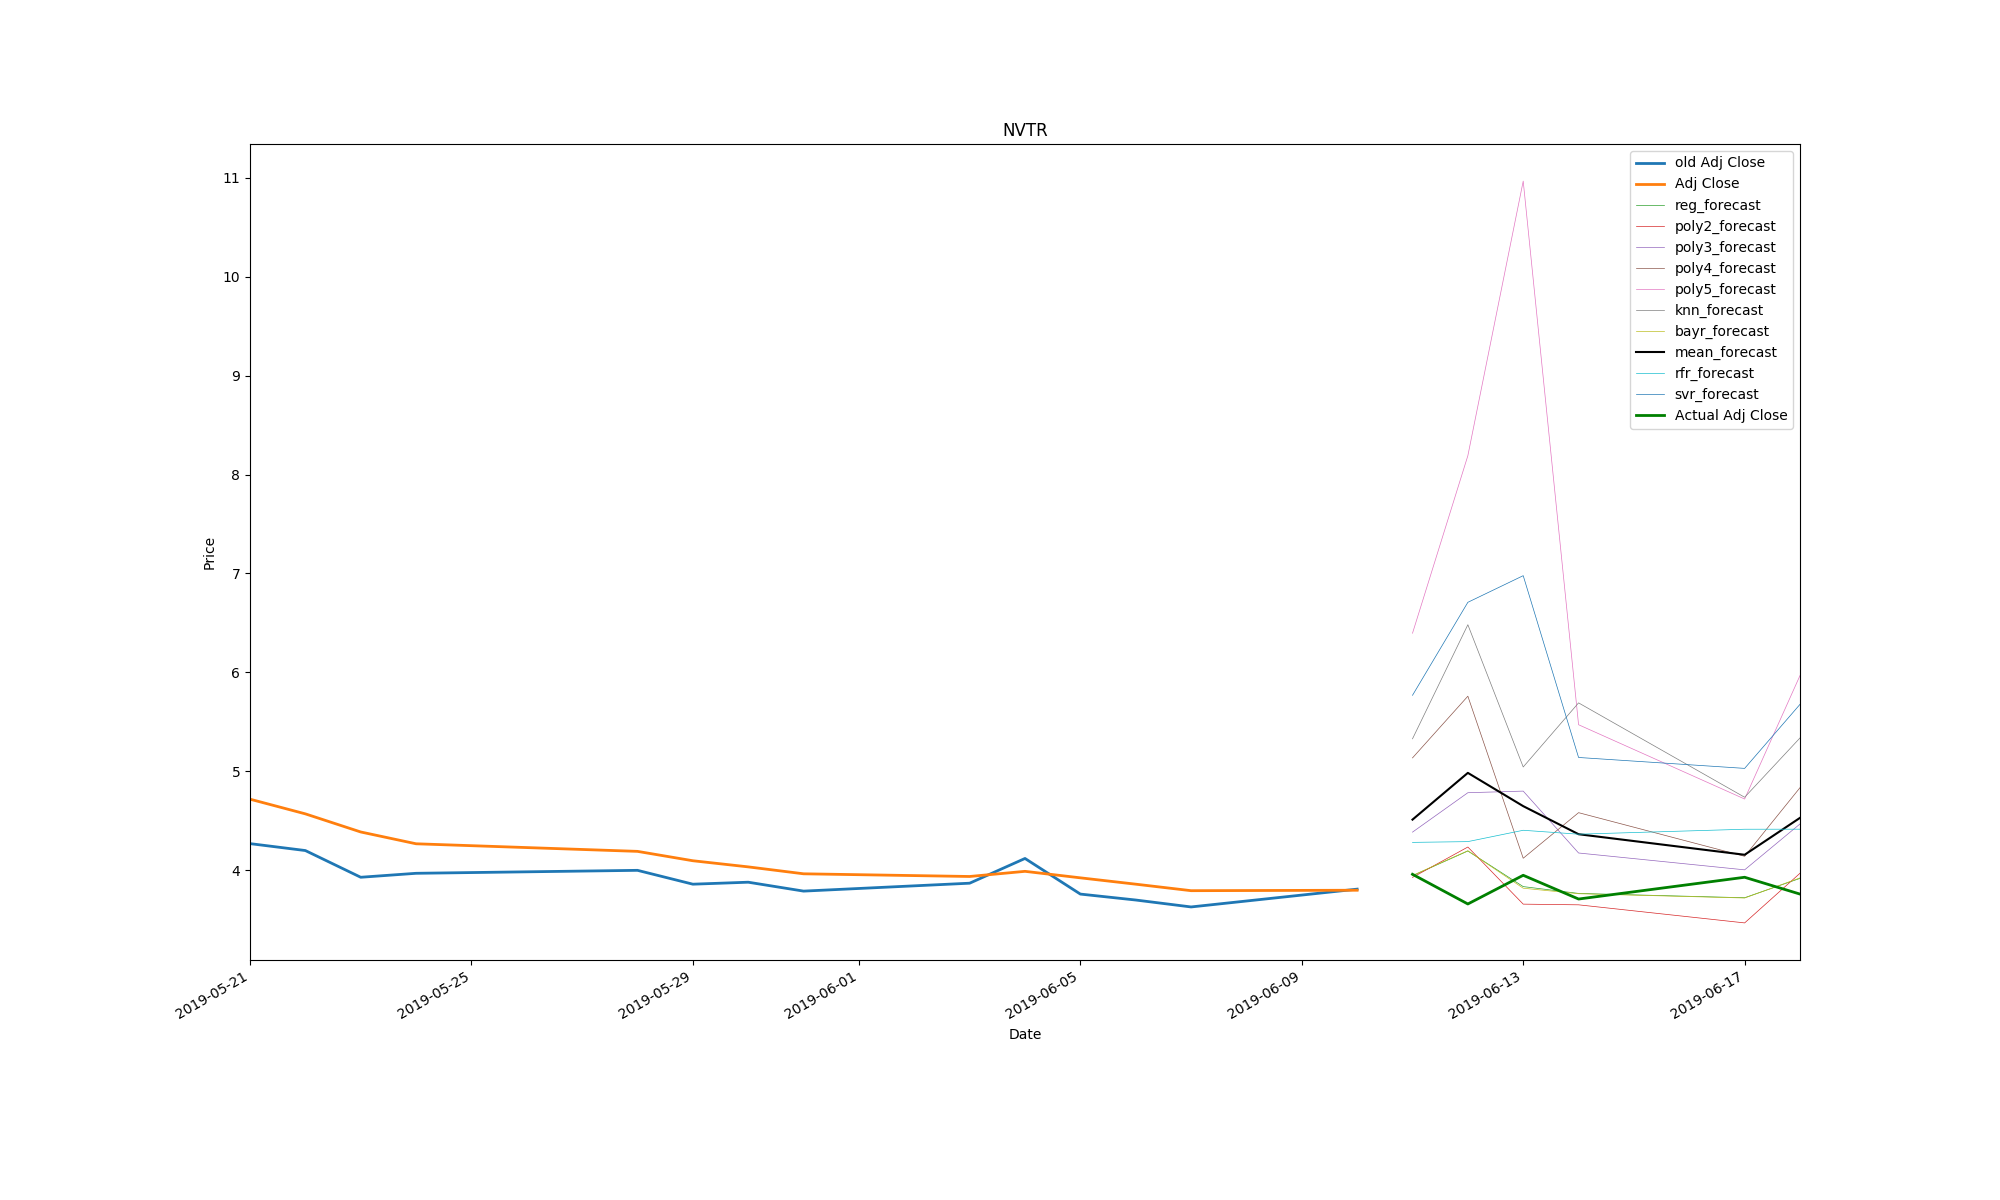 NVTR
old Adj Close
Adj Close
reg_forecast
poly2_forecast
poly3_forecast
poly4_forecast
poly5_forecast
knn_forecast
bayr_forecast
mean_forecast
rfr_forecast
svr_forecast
Actual Adj Close
11
10
9
8
7
6
5
4
Price
2019-05-21
2019-05-25
2019-05-29
2019-06-01
2019-06-05
2019-06-09
2019-06-13
2019-06-17
Date